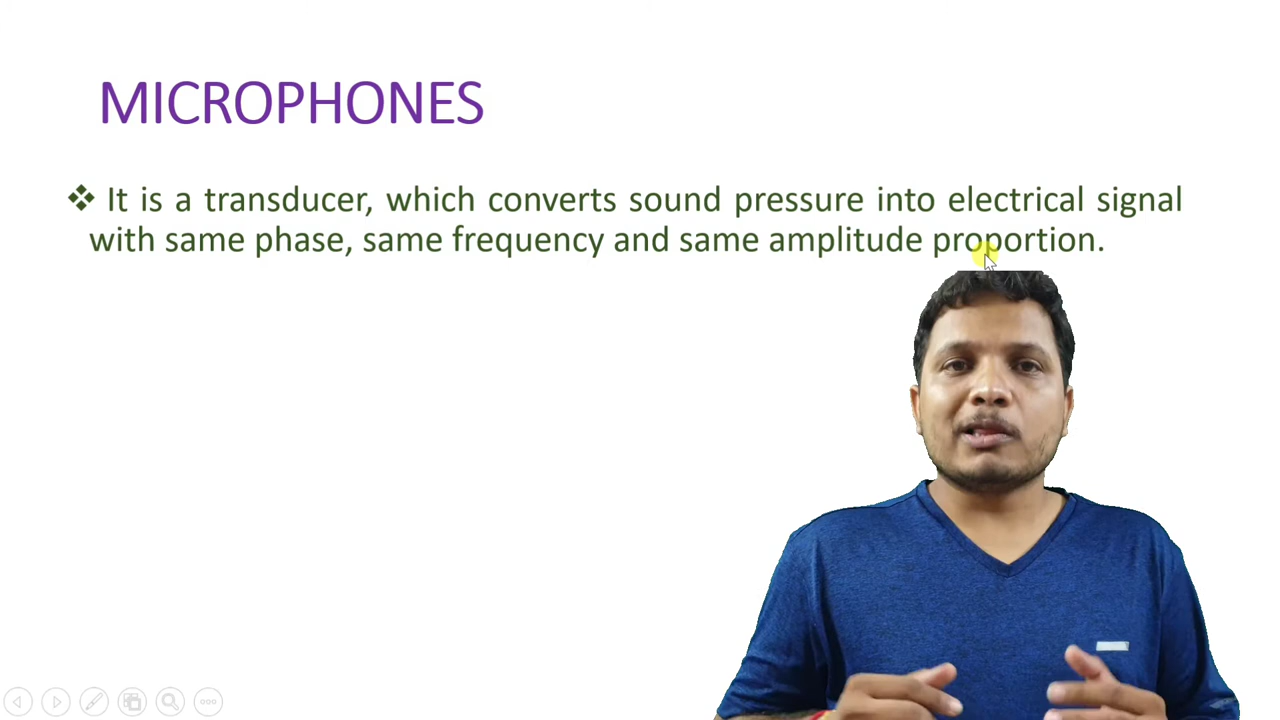 MICROPHONES
❖ It is a transducer, which converts sound pressure into electrical signal
with same phase, same frequency and same amplitude proportion.